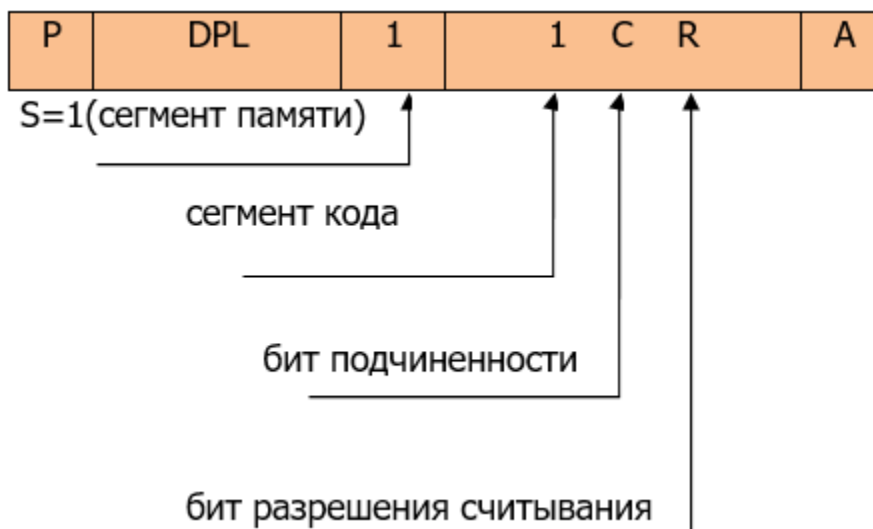 P DPL 1 1 C R A
S=1(сегмент памяти)
сегмент кода
бит подчиненности
бит разрешения считывания